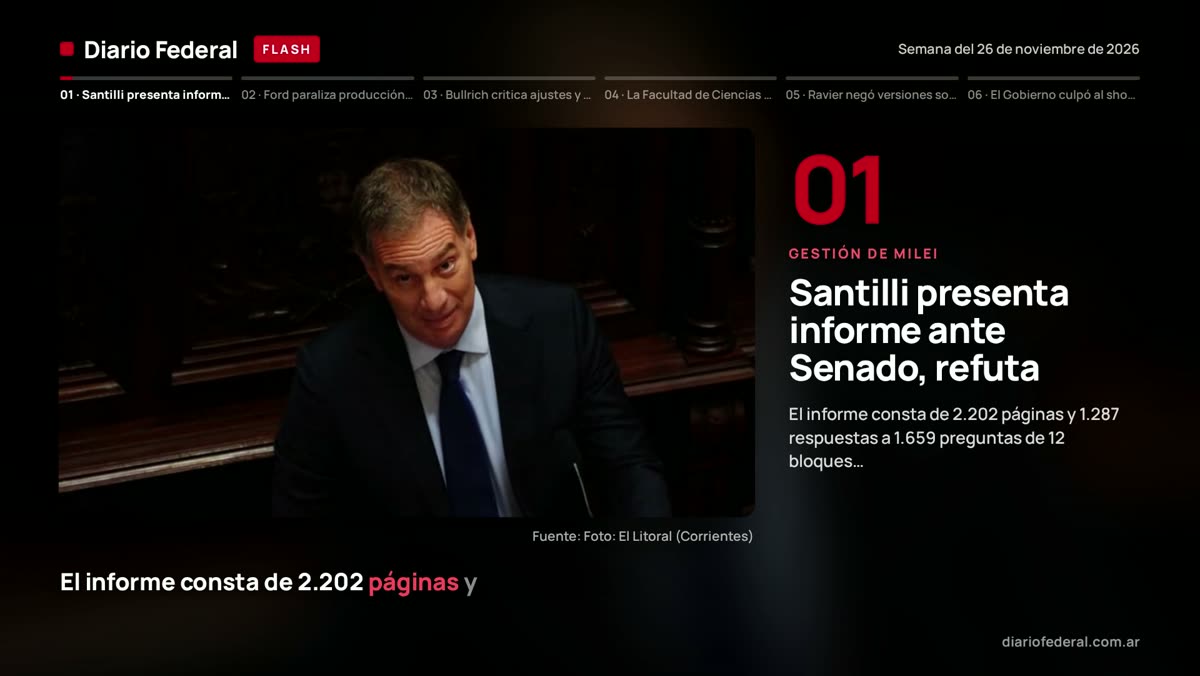 Diario Federal
FLASH
Semana del 26 de noviembre de 2026
01 · Santilli presenta inform...
02 · Ford paraliza producción...
03 · Bullrich critica ajustes y ...
04 · La Facultad de Ciencias ...
05 · Ravier negó versiones so...
06 · El Gobierno culpó al sho...
01
GESTIÓN DE MILEI
Santilli presenta
informe ante
Senado, refuta
El informe consta de 2.202 páginas y 1.287
respuestas a 1.659 preguntas de 12
bloques...
Fuente: Foto: El Litoral (Corrientes)
El informe consta de 2.202 páginas y
diariofederal.com.ar